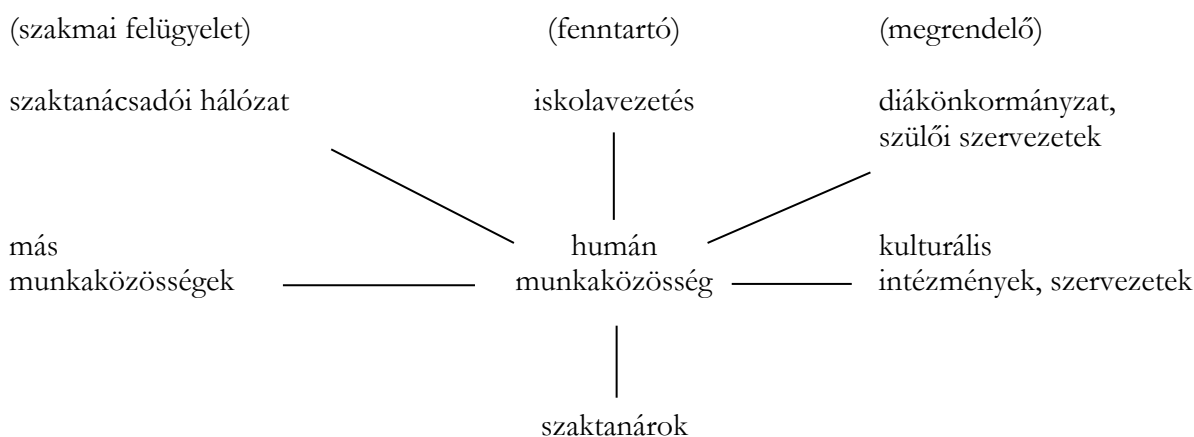 (szakmai felügyelet)
(fenntartó)
(megrendelő)
szaktanácsadói hálózat
iskolavezetés
diákönkormányzat,
szülői szervezetek
más
munkaközösségek
humán
munkaközösség
kulturális
intézmények, szervezetek
szaktanárok